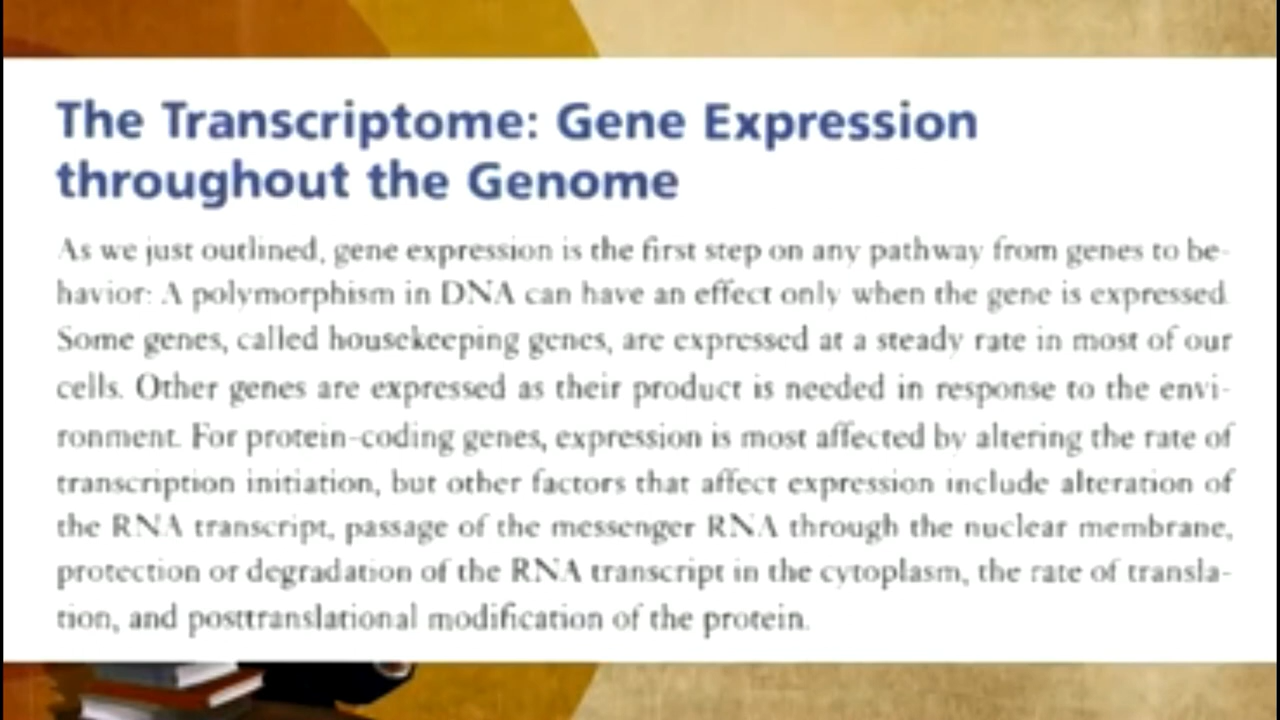 The Transcriptome: Gene Expression
throughout the Genome
As we just outlined, gene expression is the first step on any pathway from genes to be-
havior: A polymorphism in DNA can have an effect only when the gene is expressed.
Some genes, called housekeeping genes, are expressed at a steady rate in most of our
cells. Other genes are expressed as their product is needed in response to the envi-
ronment. For protein-coding genes, expression is most affected by altering the rate of
transcription initiation, but other factors that affect expression include alteration of
the RNA transcript, passage of the messenger RNA through the nuclear membrane,
protection or degradation of the RNA transcript in the cytoplasm, the rate of transla-
tion, and posttranslational modification of the protein.